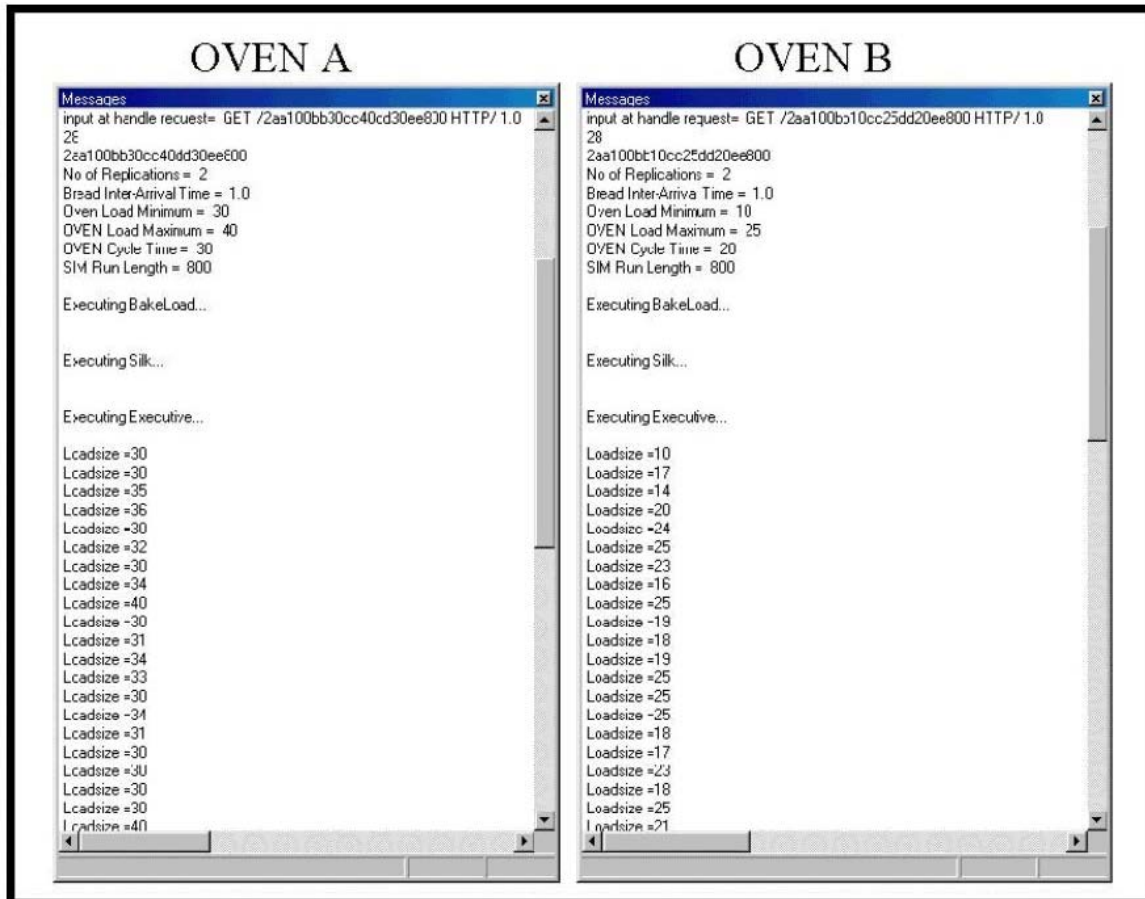 OVEN A
Messages
input at handle recuest= GET /2aa100bb30cc40cd30ee800 HTTP/ 1.0
28
2aa100bb30cc40dd30ee800
No of Replications = 2
Bread Inter-Arrival Time = 1.0
Oven Load Minimum = 30
OVEN Load Maximum = 40
OVEN Cycle Time = 30
SIM Run Length = 800
Executing BakeLoad...
Executing Silk...
Executing Executive...
Loadsize =30
Loadsize =30
Loadsize =35
Loadsize =36
Loadsize =30
Loadsize =32
Loadsize =30
Loadsize =34
Loadsize =40
Loadsize =30
Loadsize =31
Loadsize =34
Loadsize =33
Loadsize =30
Loadsize =34
Loadsize =31
Loadsize =30
Loadsize =30
Loadsize =30
Loadsize =30
Loadsize =40
OVEN B
Messages
input at handle request= GET /2aa100bb10cc25dd20ee800 HTTP/ 1.0
28
2aa100bb10cc25dd20ee800
No of Replications = 2
Bread Inter-Arrival Time = 1.0
Oven Load Minimum = 10
OVEN Load Maximum = 25
OVEN Cycle Time = 20
SIM Run Length = 800
Executing BakeLoad...
Executing Silk...
Executing Executive...
Loadsize =10
Loadsize =17
Loadsize =14
Loadsize =20
Loadsize =24
Loadsize =25
Loadsize =23
Loadsize =16
Loadsize =25
Loadsize =19
Loadsize =18
Loadsize =19
Loadsize =25
Loadsize =25
Loadsize =25
Loadsize =18
Loadsize =17
Loadsize =23
Loadsize =18
Loadsize =25
Loadsize =21